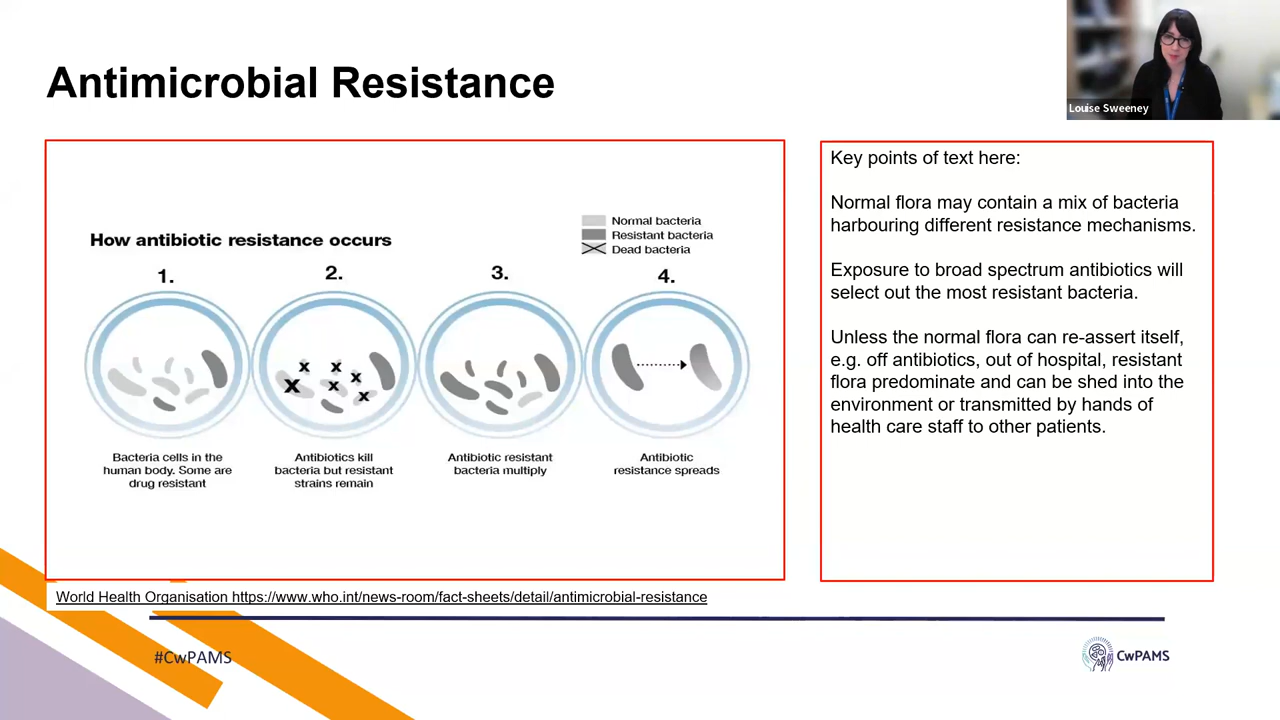 Antimicrobial Resistance
Louise Sweeney
How antibiotic resistance occurs
Normal bacteria
Resistant bacteria
Dead bacteria
1.
2.
3.
4.
Bacteria cells in the
human body. Some are
drug resistant
Antibiotics kill
bacteria but resistant
strains remain
Antibiotic resistant
bacteria multiply
Antibiotic
resistance spreads
Key points of text here:
Normal flora may contain a mix of bacteria
harbouring different resistance mechanisms.
Exposure to broad spectrum antibiotics will
select out the most resistant bacteria.
Unless the normal flora can re-assert itself,
e.g. off antibiotics, out of hospital, resistant
flora predominate and can be shed into the
environment or transmitted by hands of
health care staff to other patients.
World Health Organisation https://www.who.int/news-room/fact-sheets/detail/antimicrobial-resistance
#CwPAMS
CwPAMS